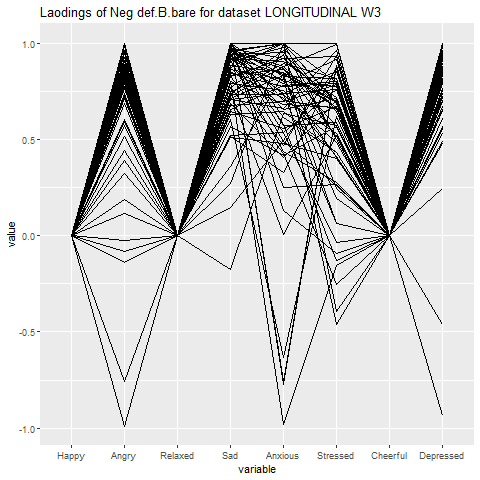 Laodings of Neg def.B.bare for dataset LONGITUDINAL W3
1.0
0.5
0.0
-0.5
-1.0
value
Happy Angry Relaxed Sad Anxious Stressed Cheerful Depressed
variable